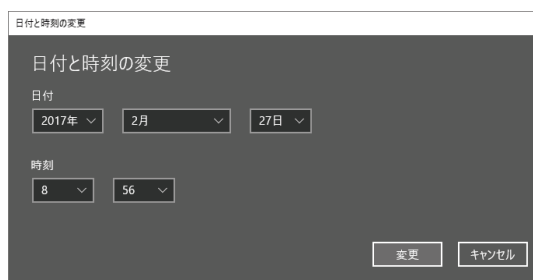 日付と時刻の変更
日付と時刻の変更
日付
2017年 2月 27日
時刻
8 56
変更 キャンセル